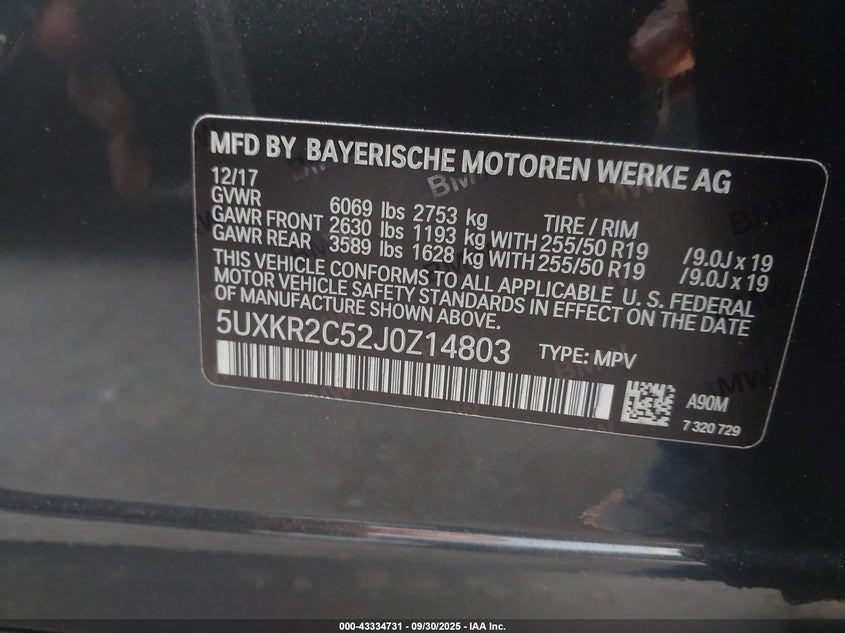 MFD BY BAYERISCHE MOTOREN WERKE AG
12/17
GVWR 6069 lbs 2753 kg TIRE / RIM
GAWR FRONT 2630 lbs 1193 kg WITH 255/50 R19 /9.0J x 19
GAWR REAR 3589 lbs 1628 kg WITH 255/50 R19 /9.0J x 19
THIS VEHICLE CONFORMS TO ALL APPLICABLE U. S. FEDERAL
MOTOR VEHICLE SAFETY STANDARDS IN EFFECT ON THE DATE
OF MANUFACTURE SHOWN ABOVE.
5UXKR2C52J0Z14803 TYPE: MPV
A90M
7 320 729
000-43334731 - 09/30/2025 - IAA Inc.